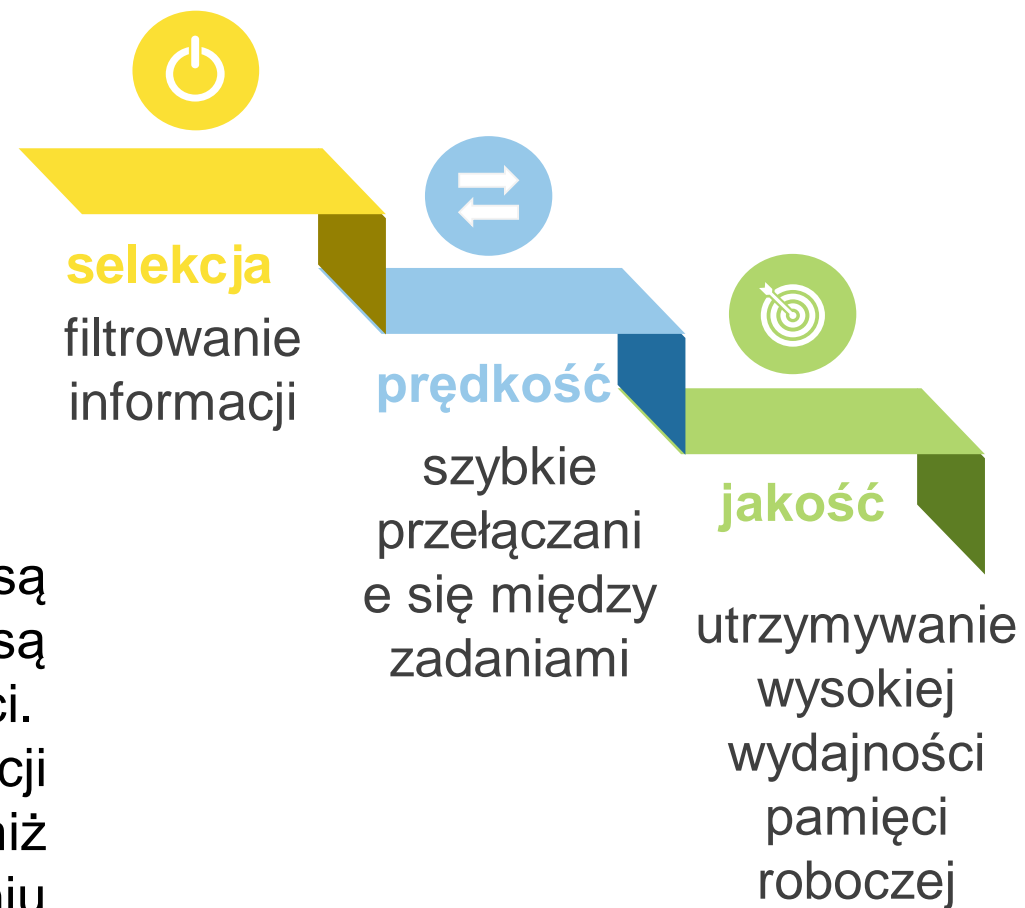 selekcja
filtrowanie
informacji
prędkość
szybkie
przełączani
e się między
zadaniami
jakość
utrzymywanie
wysokiej
wydajności
pamięci
roboczej
są
są
ci.
cji
niż
niu